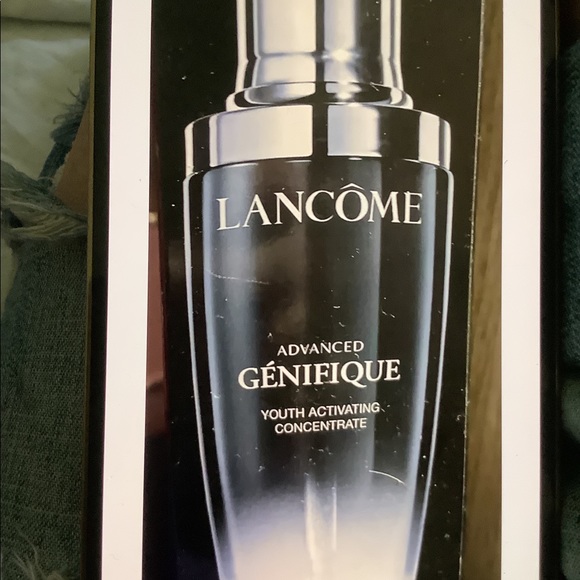 LANCÔME
ADVANCED
GÉNIFIQUE
YOUTH ACTIVATING
CONCENTRATE